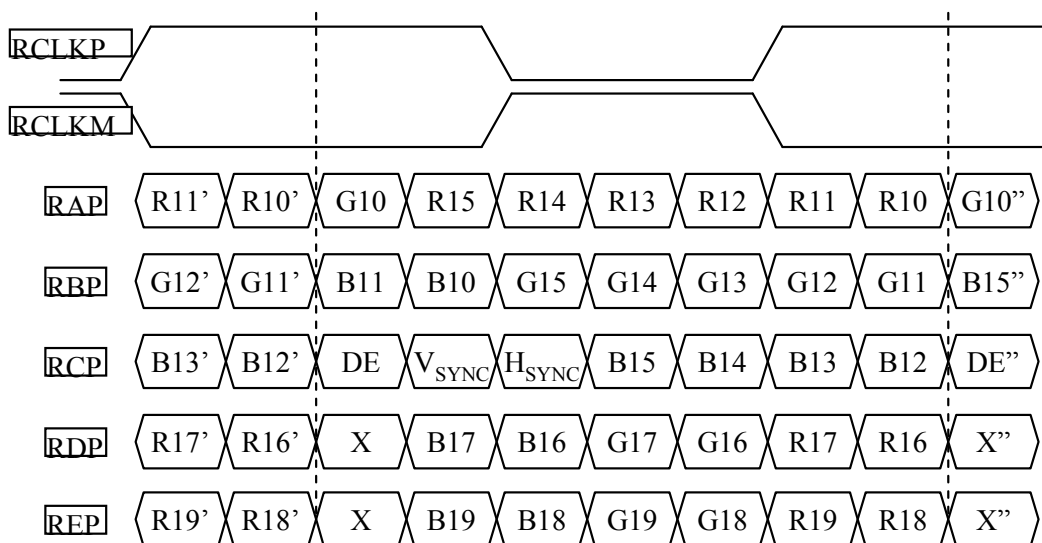 RCLKP
RCLKM
RAP R11’ R10’ G10 R15 R14 R13 R12 R11 R10 G10”
RBP G12’ G11’ B11 B10 G15 G14 G13 G12 G11 B15”
RCP B13’ B12’ DE VSYNC HSYNC B15 B14 B13 B12 DE”
RDP R17’ R16’ X B17 B16 G17 G16 R17 R16 X”
REP R19’ R18’ X B19 B18 G19 G18 R19 R18 X”